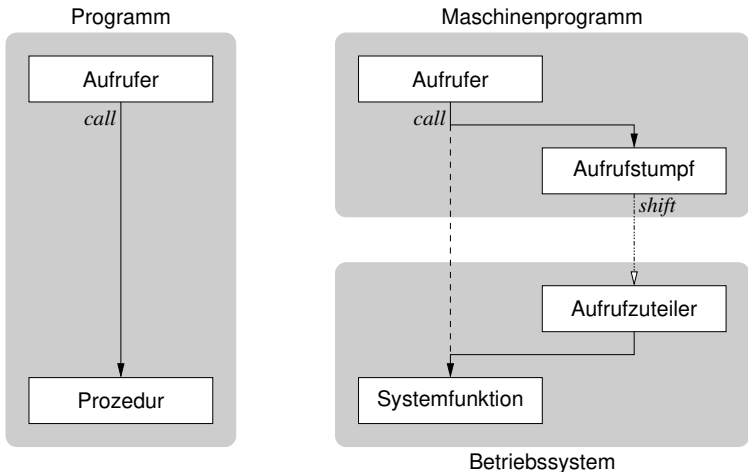 Programm
Aufrufer
call
Prozedur
Maschinenprogramm
Aufrufer
call
Aufrufstumpf
shift
Aufrufzuteiler
Systemfunktion
Betriebssystem